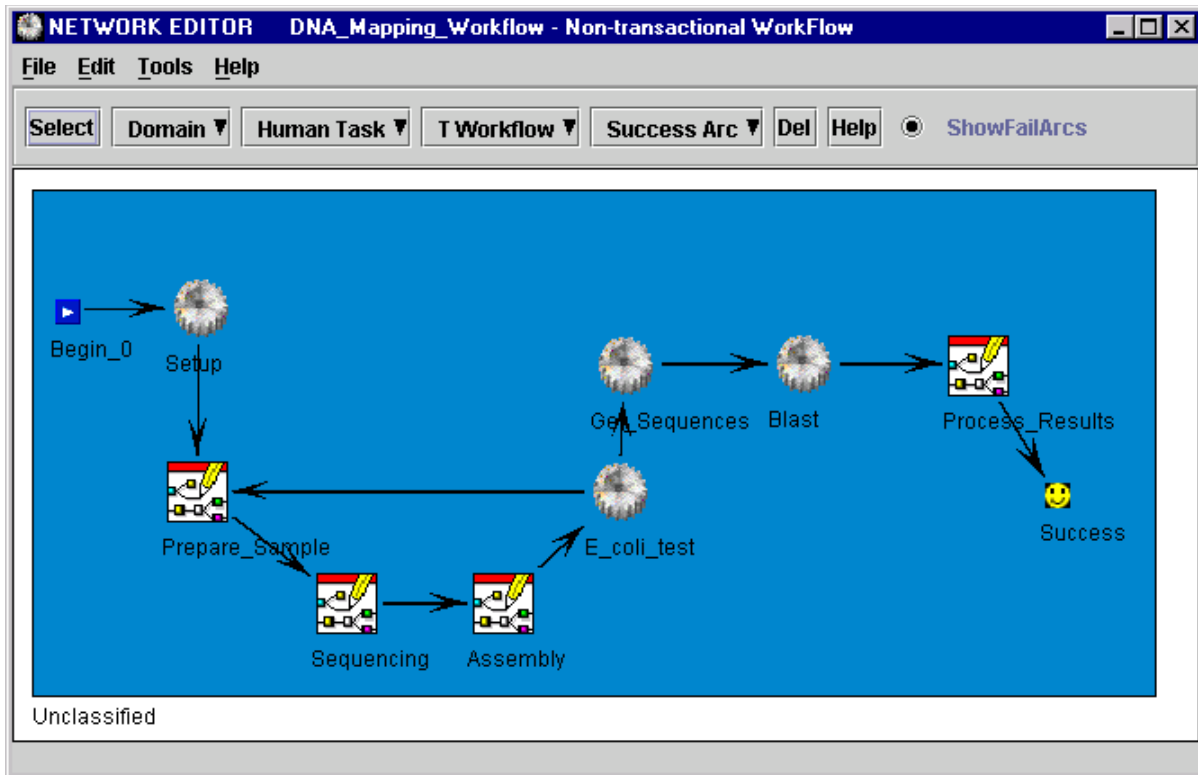 NETWORK EDITOR DNA_Mapping_Workflow - Non-transactional WorkFlow
File Edit Tools Help
Select Domain Human Task T Workflow Success Arc Del Help ShowFailArcs
Begin_0
Setup
Get_Sequences
Blast
Process_Results
Success
Prepare_Sample
E_coli_test
Sequencing
Assembly
Unclassified